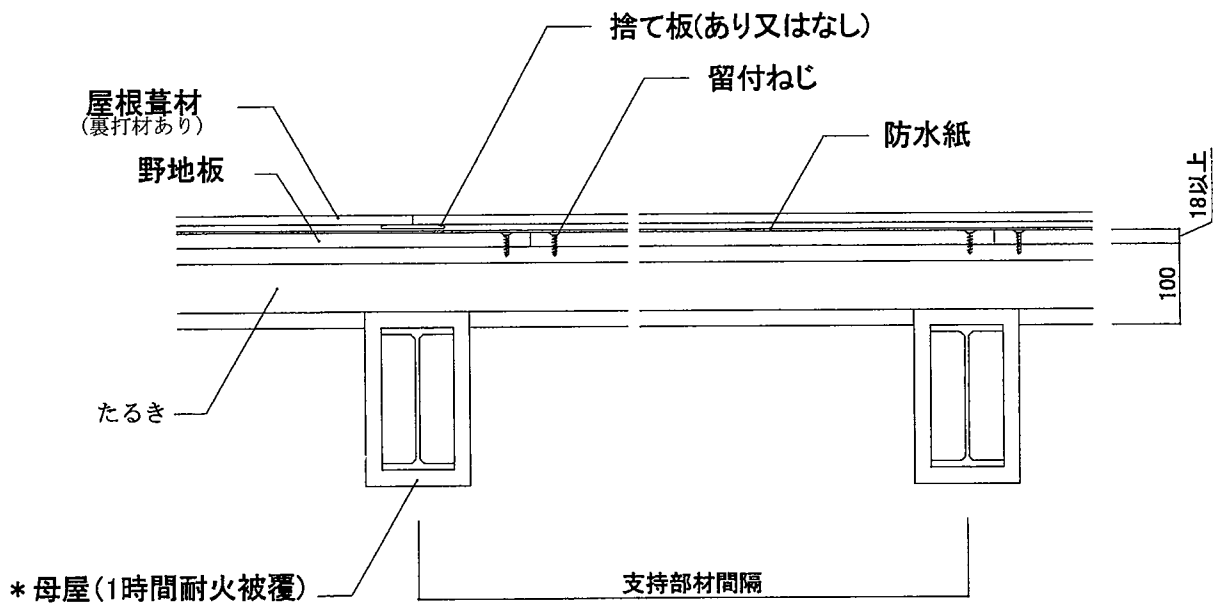 捨て板(あり又はなし)
留付ねじ
屋根葺材
(裏打材あり)
防水紙
野地板
18以上
100
たるき
*母屋(1時間耐火被覆)
支持部材間隔